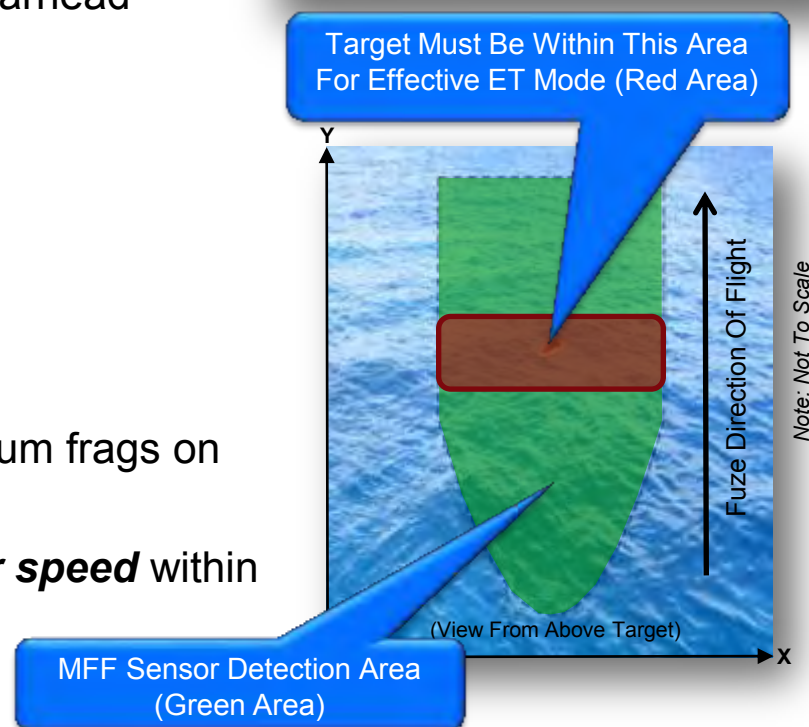 Target Must Be Within This Area
For Effective ET Mode (Red Area)
Y
Fuze Direction Of Flight
Note: Not To Scale
um frags on
speed within
(View From Above Target)
X
MFF Sensor Detection Area
(Green Area)